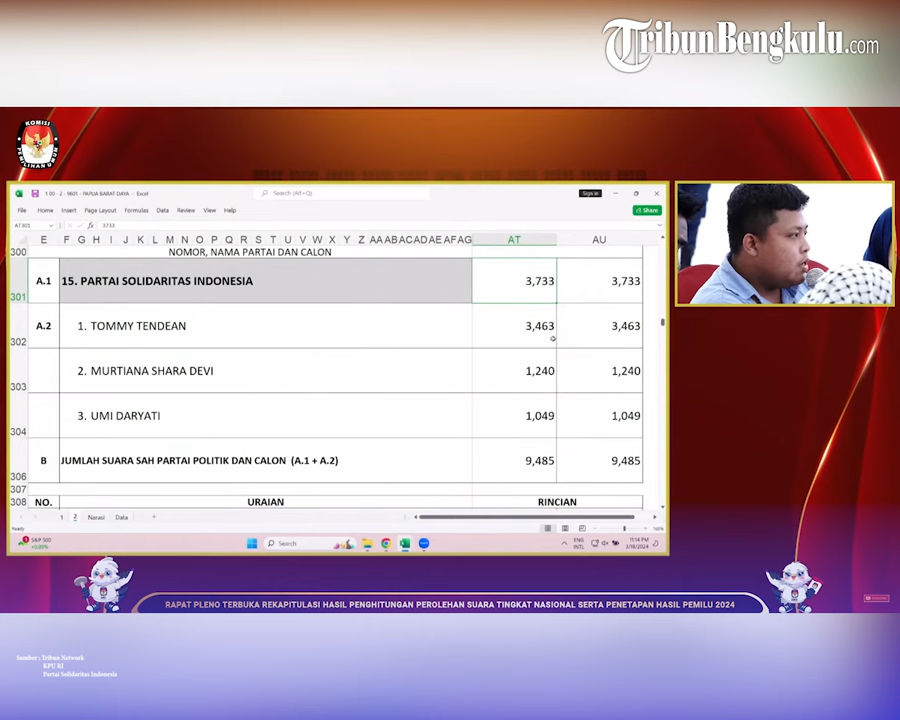 TribunBengkulu.com
KOMISI
PEMILIHAN UMUM
1 00 - 2 - 9601 - PAPUA BARAT DAYA - Excel
Search (Alt+Q)
Sign in
File Home Insert Page Layout Formulas Data Review View Help
Share
AT301
fx 3733
E F G H I J K L M N O P Q R S T U V W X Y Z AA AB AC AD AE AF AG AT AU
300 NOMOR, NAMA PARTAI DAN CALON
301 A.1 15. PARTAI SOLIDARITAS INDONESIA 3,733 3,733
302 A.2 1. TOMMY TENDEAN 3,463 3,463
303 2. MURTIANA SHARA DEVI 1,240 1,240
304 3. UMI DARYATI 1,049 1,049
306 B JUMLAH SUARA SAH PARTAI POLITIK DAN CALON (A.1 + A.2) 9,485 9,485
307
308 NO. URAIAN RINCIAN
1 2 Narasi Data +
Ready
S&P 500
+0.63%
Search
ENG
INTL
11:14 PM
3/18/2024
RAPAT PLENO TERBUKA REKAPITULASI HASIL PENGHITUNGAN PEROLEHAN SUARA TINGKAT NASIONAL SERTA PENETAPAN HASIL PEMILU 2024
Sumber : Tribun Network
KPU RI
Partai Solidaritas Indonesia